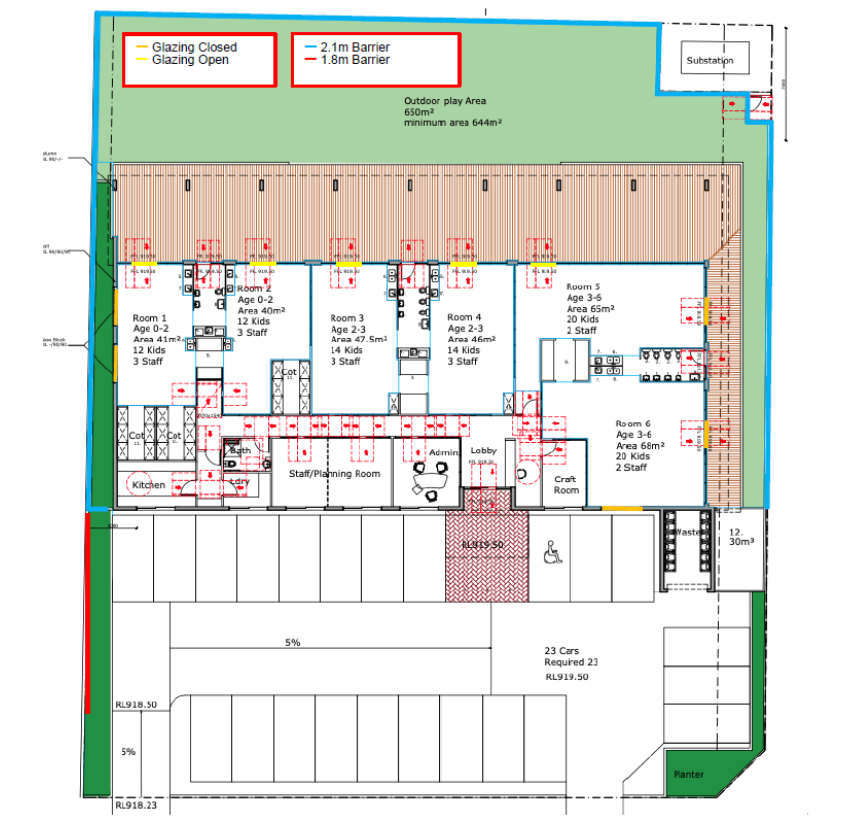 Glazing Closed
Glazing Open
2.1m Barrier
1.8m Barrier
Substation
Outdoor play Area
650m²
minimum area 644m²
Room 1
Age 0-2
Area 41m²
12 Kids
3 Staff
Room 2
Age 0-2
Area 40m²
12 Kids
3 Staff
Room 3
Age 2-3
Area 47.5m²
14 Kids
3 Staff
Room 4
Age 2-3
Area 46m²
14 Kids
3 Staff
Room 5
Age 3-6
Area 65m²
20 Kids
2 Staff
Room 6
Age 3-6
Area 68m²
20 Kids
2 Staff
Cot
Cot
Cot
Bath
Ldry
Kitchen
Staff/Planning Room
Admin.
Lobby
Craft
Room
Waste
12.
30m³
RL919.50
5%
23 Cars
Required 23
RL919.50
RL918.50
5%
Planter
RL918.23